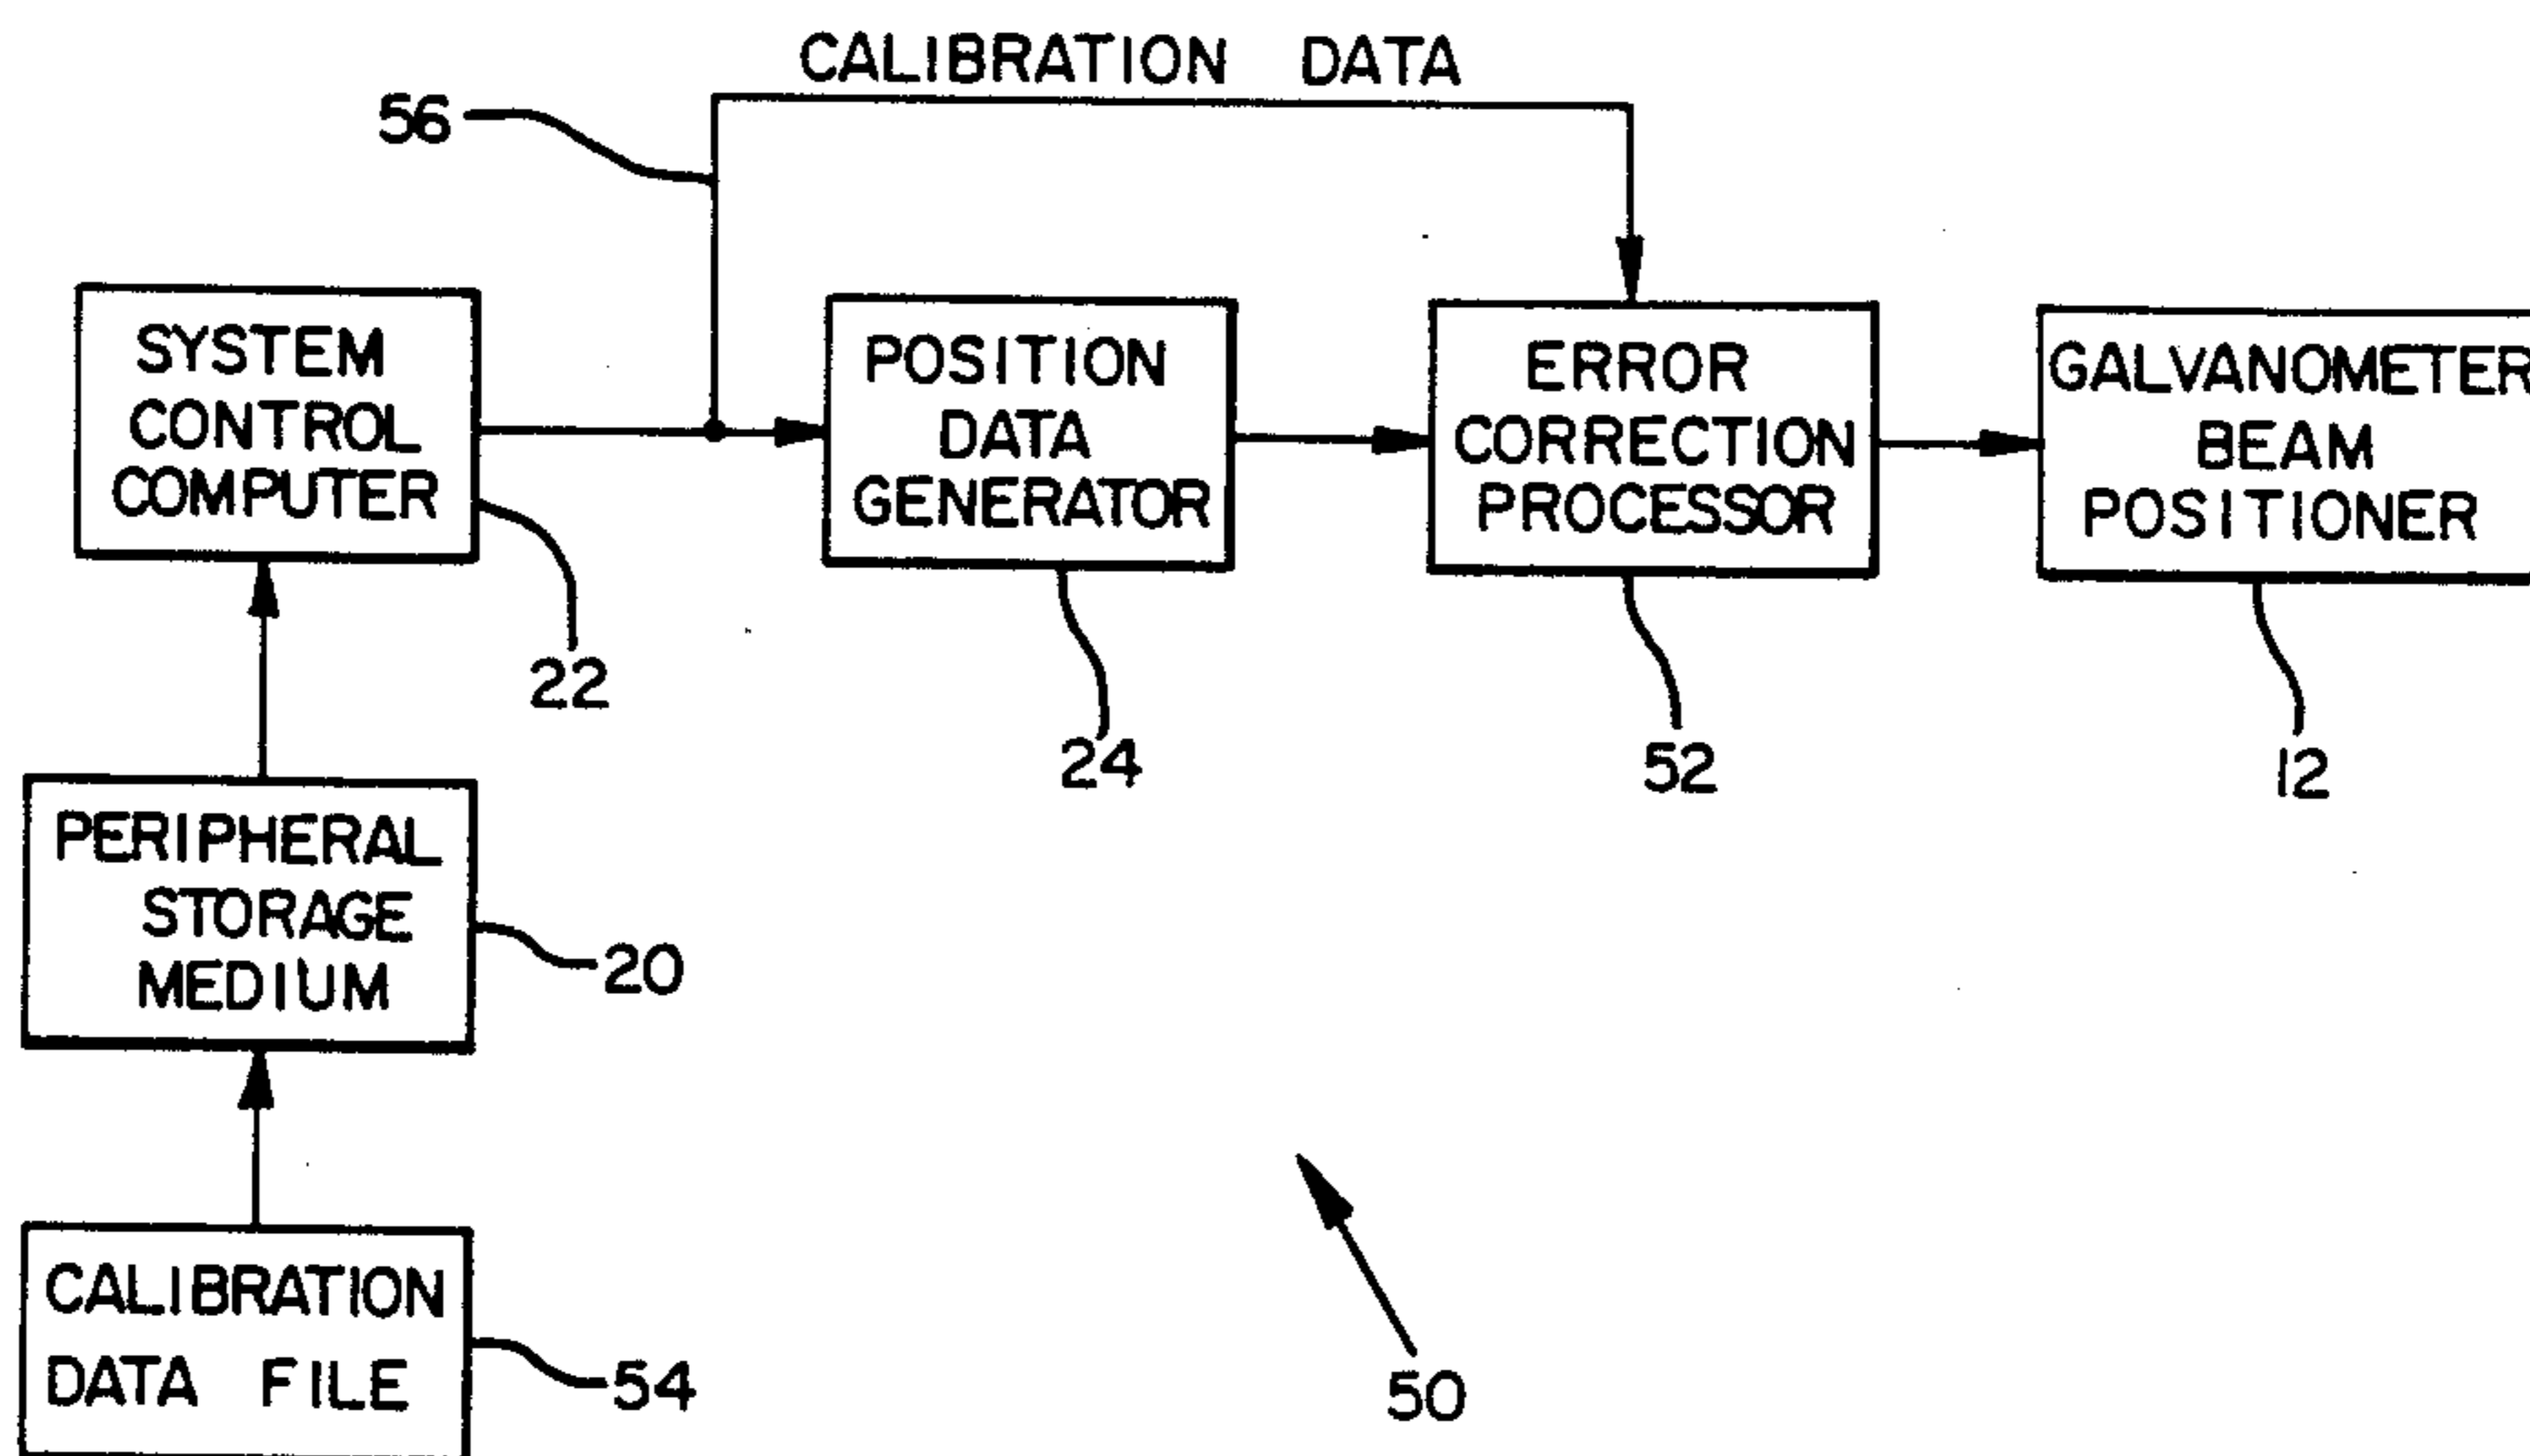 CALIBRATION DATA
56
SYSTEM
CONTROL
COMPUTER
POSITION
DATA
GENERATOR
ERROR
CORRECTION
PROCESSOR
GALVANOMETER
BEAM
POSITIONER
22
24
52
12
PERIPHERAL
STORAGE
MEDIUM
20
CALIBRATION
DATA FILE
54
50